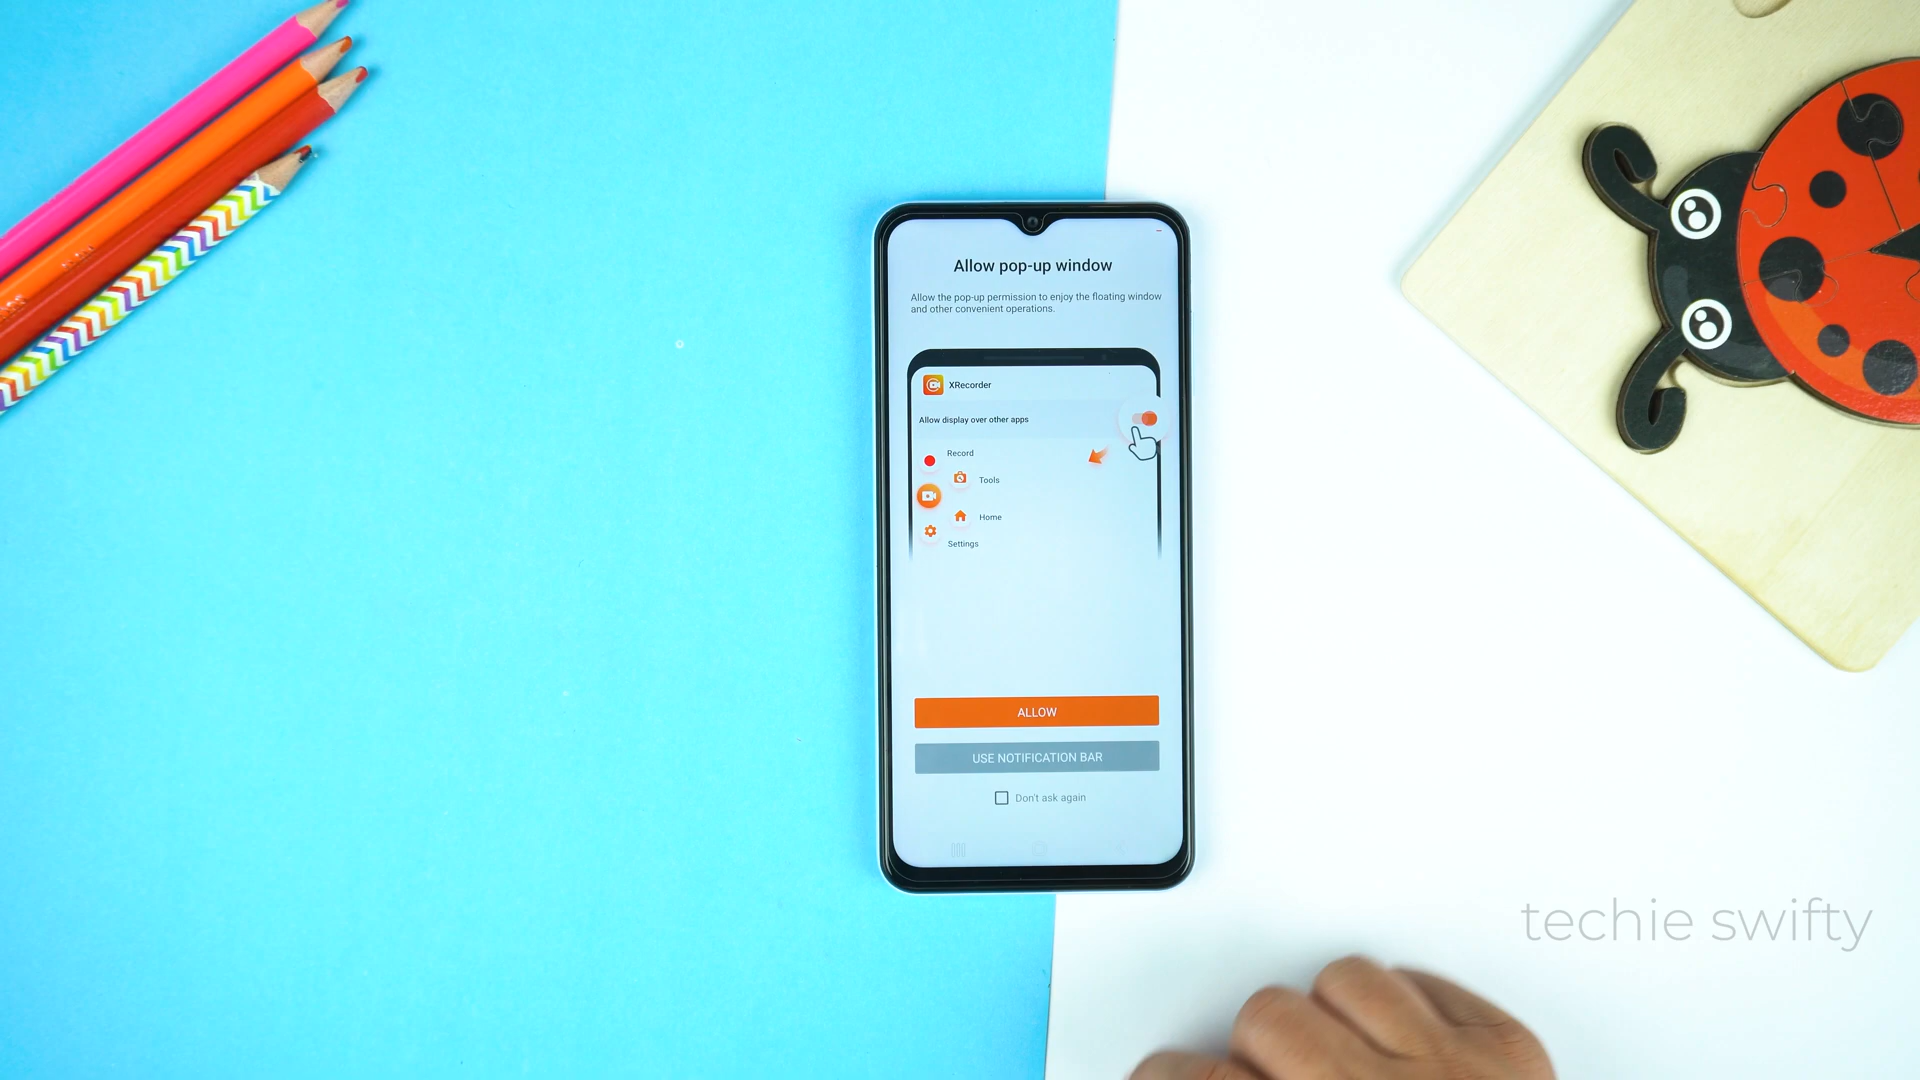 Allow pop-up window
Allow the pop-up permission to enjoy the floating window
and other convenient operations.
XRecorder
Allow display over other apps
Record
Tools
Home
Settings
ALLOW
USE NOTIFICATION BAR
Don't ask again
techie swifty